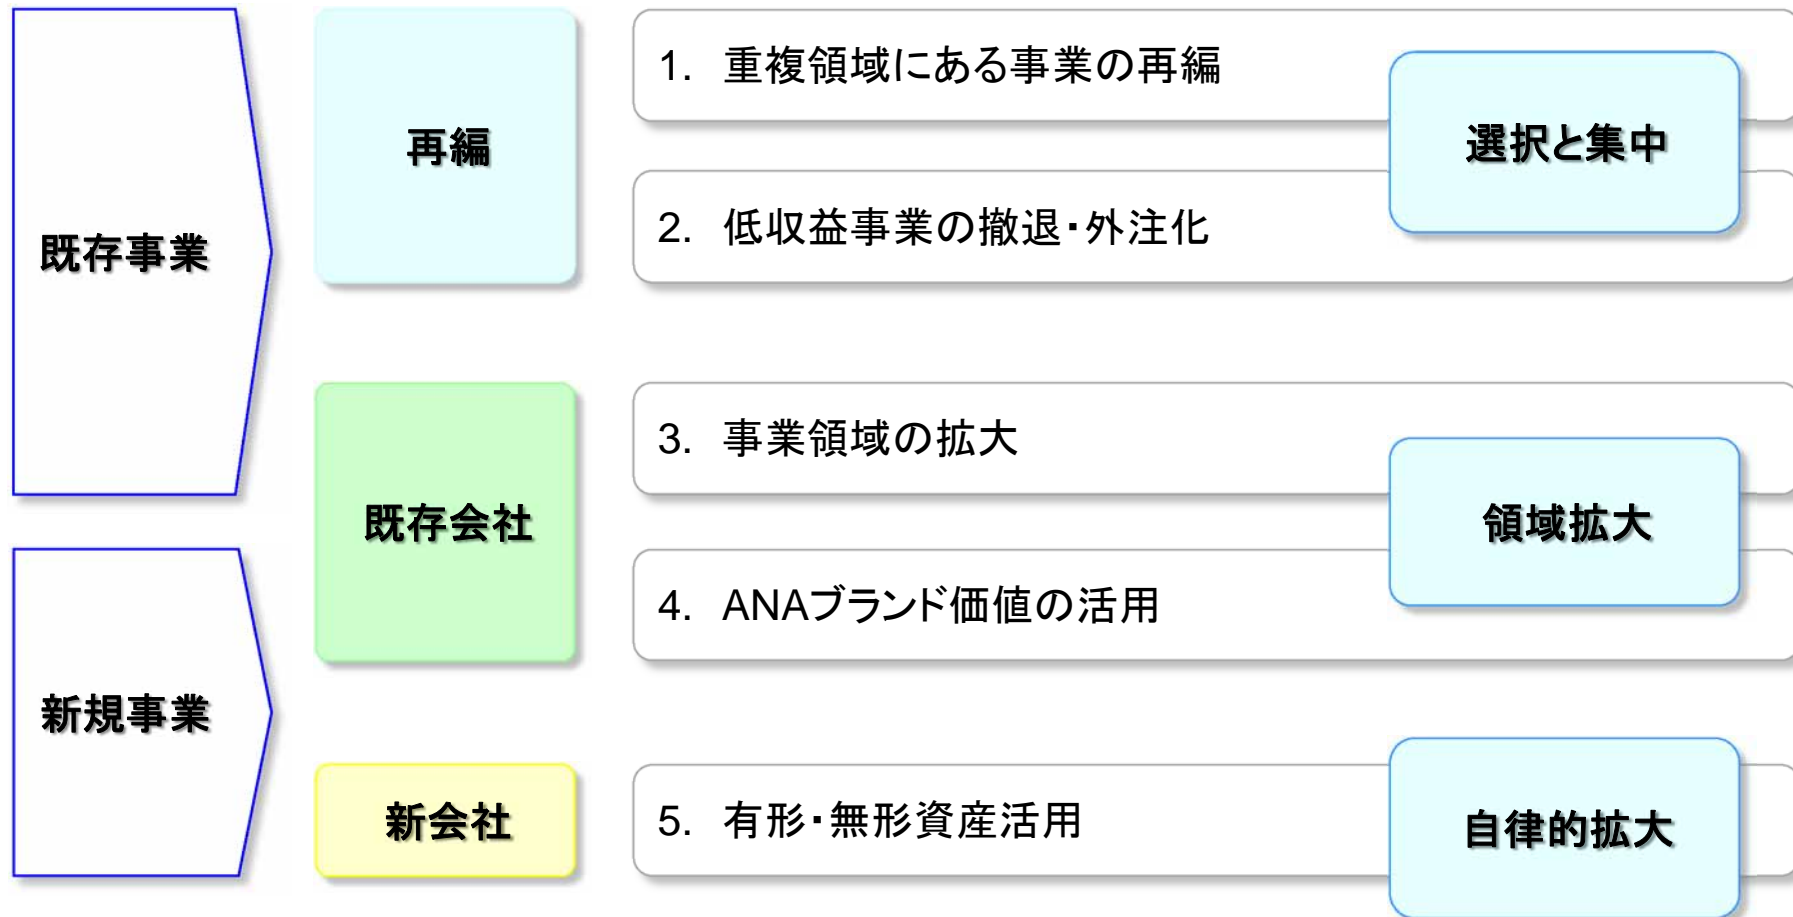 既存事業
再編
1. 重複領域にある事業の再編
2. 低収益事業の撤退・外注化
選択と集中
既存会社
3. 事業領域の拡大
4. ANAブランド価値の活用
領域拡大
新規事業
新会社
5. 有形・無形資産活用
自律的拡大